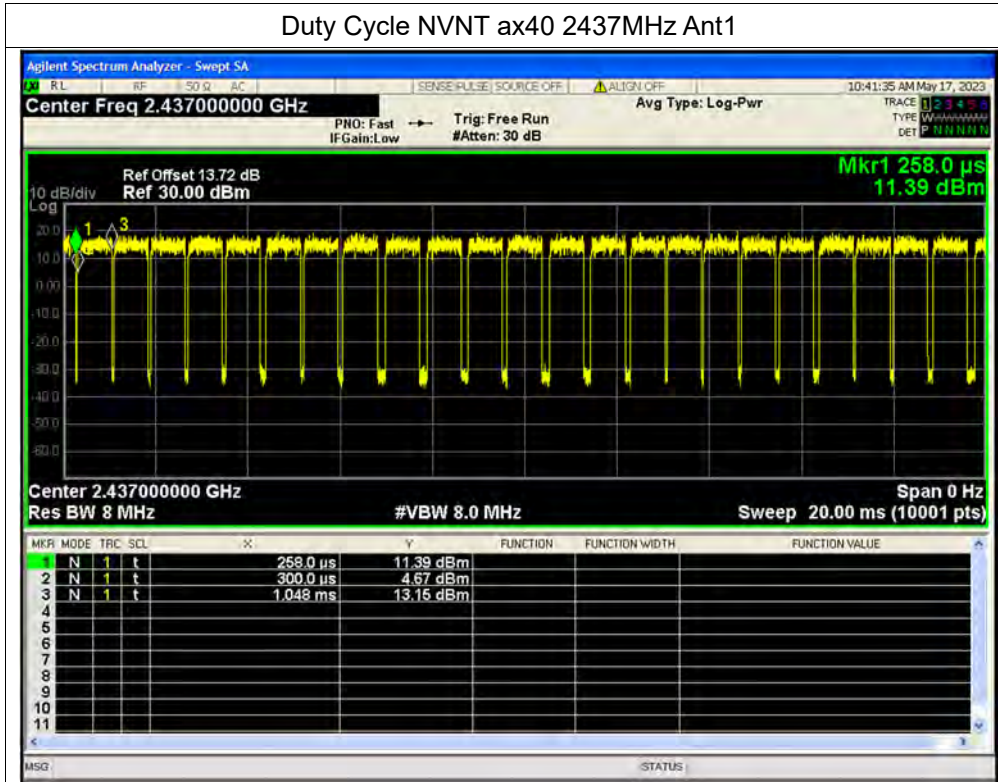 Duty Cycle NVNT ax40 2437MHz Ant1
Agilent Spectrum Analyzer - Swept SA
RL RF 50 Ω AC SENSE:PULSE SOURCE OFF ALIGN OFF 10:41:35 AM May 17, 2023
Center Freq 2.437000000 GHz Avg Type: Log-Pwr TRACE 1 2 3 4 5 6
PNO: Fast Trig: Free Run TYPE W
IFGain:Low #Atten: 30 dB DET P N N N N N
Mkr1 258.0 µs
Ref Offset 13.72 dB
10 dB/div Ref 30.00 dBm 11.39 dBm
Log
20.0
1
3
2
10.0
0.00
-10.0
-20.0
-30.0
-40.0
-50.0
-60.0
Center 2.437000000 GHz Span 0 Hz
Res BW 8 MHz #VBW 8.0 MHz Sweep 20.00 ms (10001 pts)
MKR MODE TRC SCL X Y FUNCTION FUNCTION WIDTH FUNCTION VALUE
1 N 1 t 258.0 µs 11.39 dBm
2 N 1 t 300.0 µs 4.67 dBm
3 N 1 t 1.048 ms 13.15 dBm
4
5
6
7
8
9
10
11
MSG STATUS